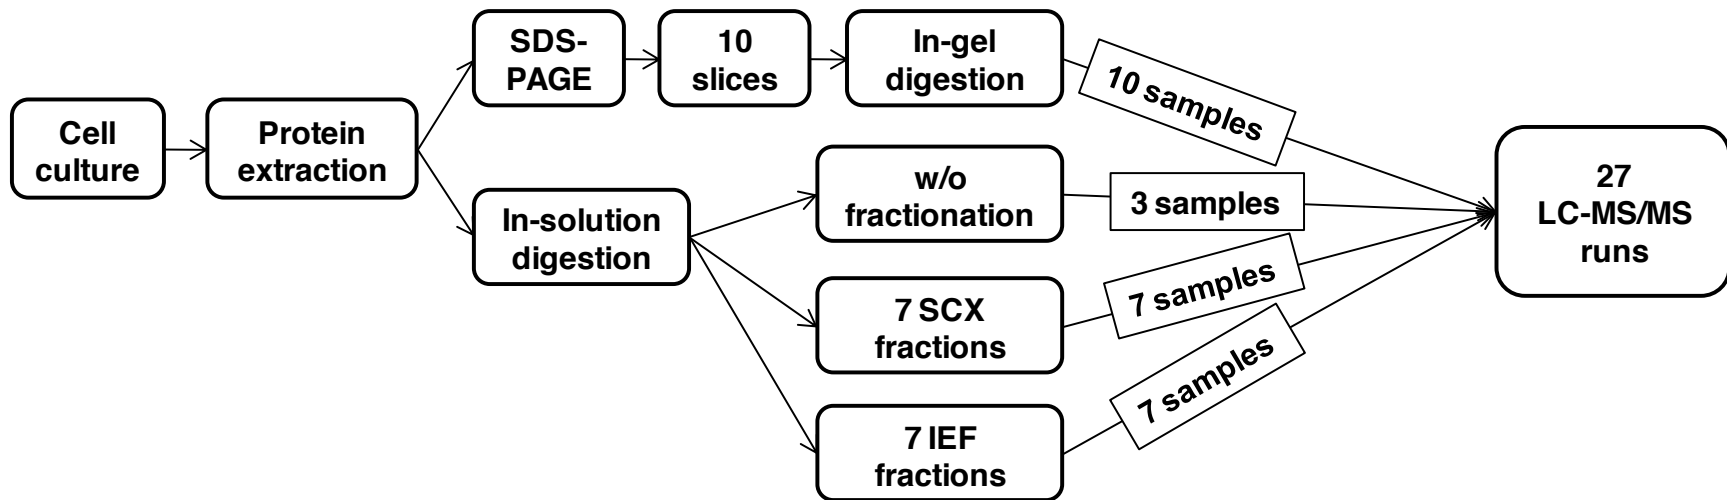 Cell
culture
Protein
extraction
SDS-
PAGE
10
slices
In-gel
digestion
10 samples
In-solution
digestion
w/o
fractionation
3 samples
7 SCX
fractions
7 samples
7 IEF
fractions
7 samples
27
LC-MS/MS
runs